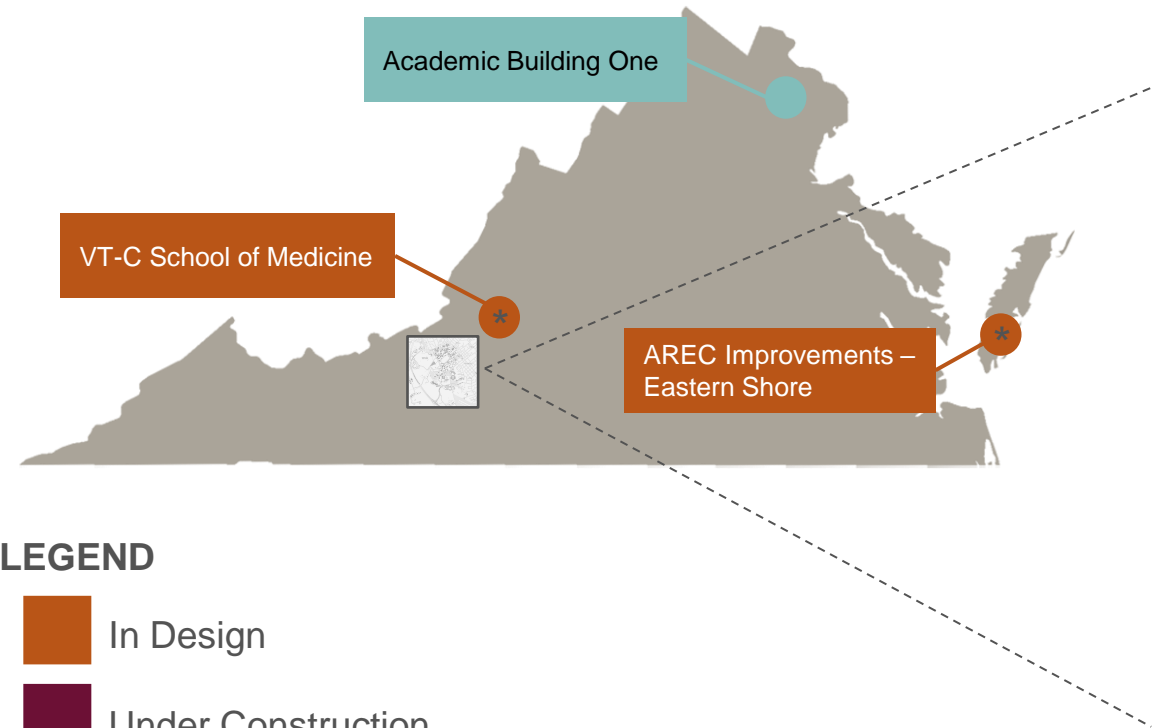 Academic Building One
VT-C School of Medicine
*
*
AREC Improvements –
Eastern Shore
LEGEND
In Design
Under Construction